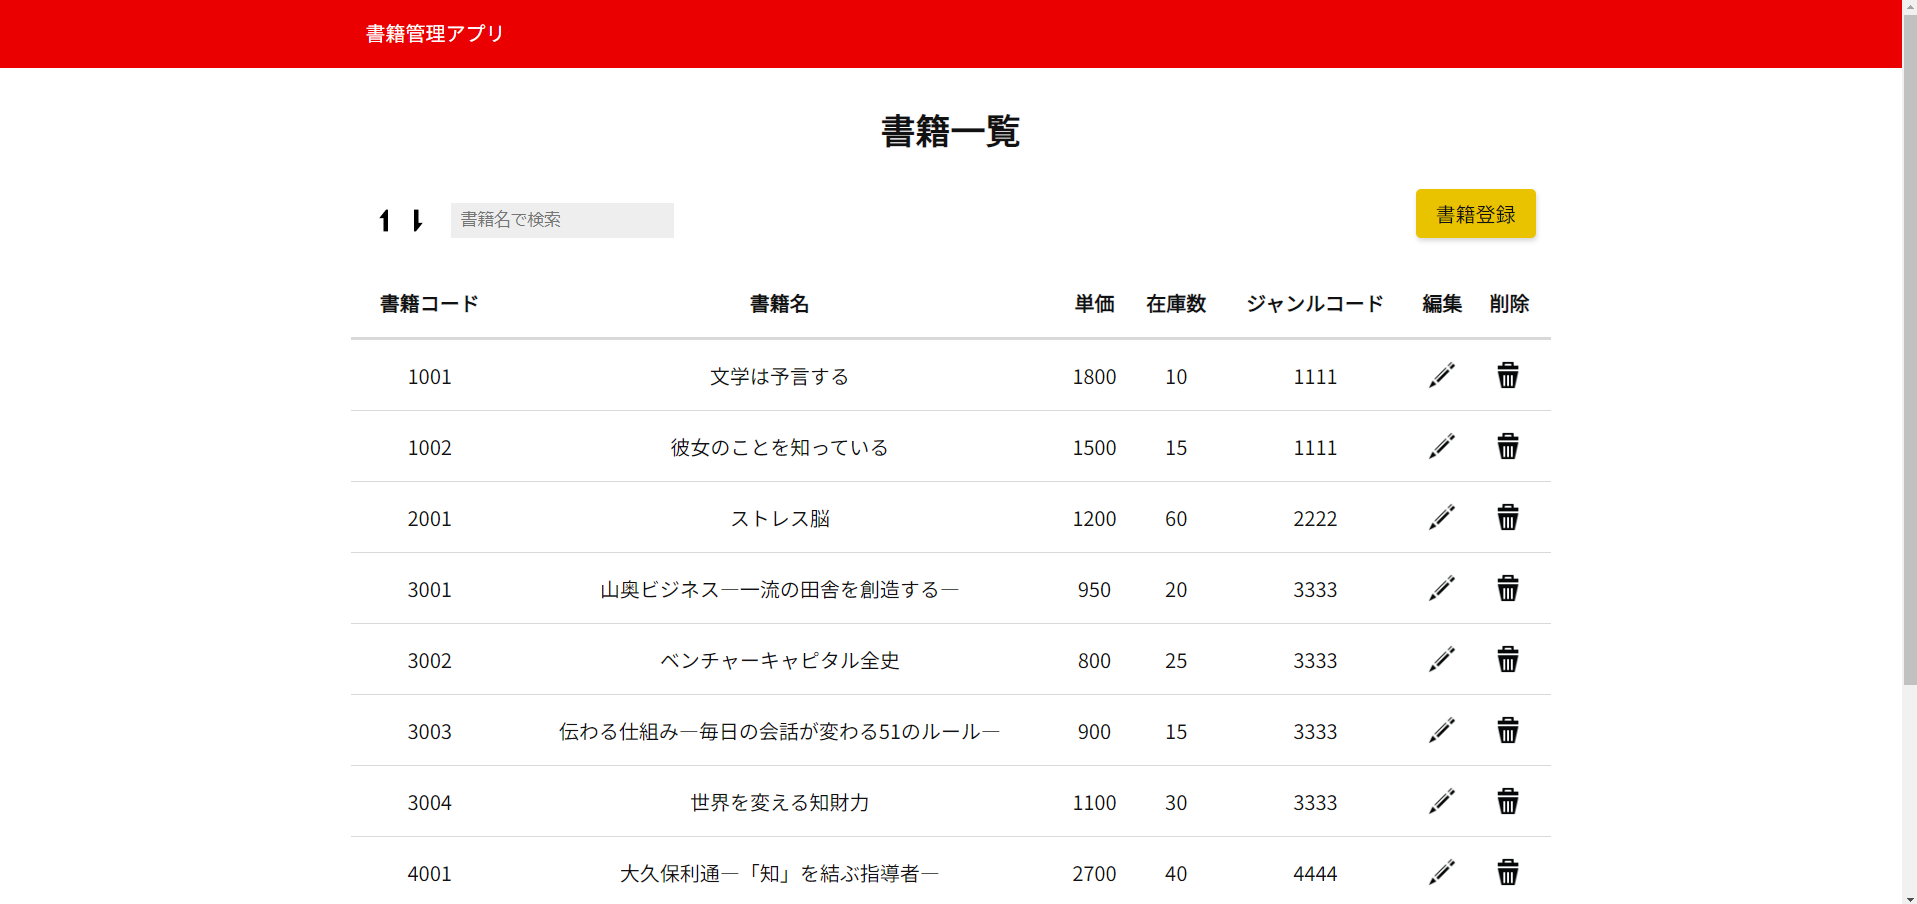 書籍管理アプリ
書籍一覧
書籍名で検索
書籍登録
書籍コード 書籍名 単価 在庫数 ジャンルコード 編集 削除
1001 文学は予言する 1800 10 1111
1002 彼女のことを知っている 1500 15 1111
2001 ストレス脳 1200 60 2222
3001 山奥ビジネス―一流の田舎を創造する― 950 20 3333
3002 ベンチャーキャピタル全史 800 25 3333
3003 伝わる仕組み―毎日の会話が変わる51のルール― 900 15 3333
3004 世界を変える知財力 1100 30 3333
4001 大久保利通―「知」を結ぶ指導者― 2700 40 4444